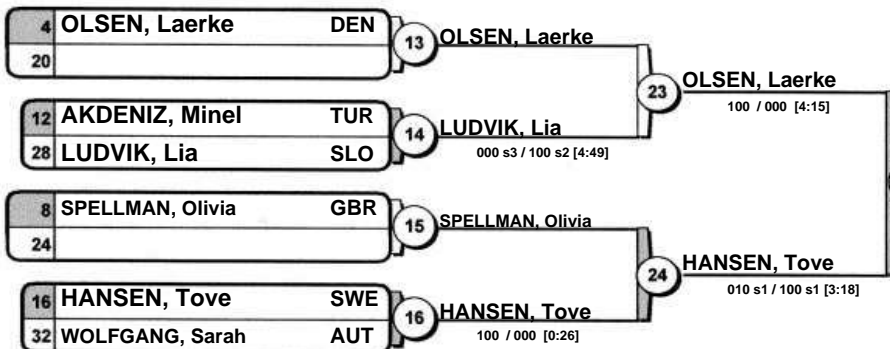 4 OLSEN, Laerke DEN
20
13 OLSEN, Laerke
12 AKDENIZ, Minel TUR
28 LUDVIK, Lia SLO
14 LUDVIK, Lia
000 s3 / 100 s2 [4:49]
23 OLSEN, Laerke
100 / 000 [4:15]
8 SPELLMAN, Olivia GBR
24
15 SPELLMAN, Olivia
16 HANSEN, Tove SWE
32 WOLFGANG, Sarah AUT
16 HANSEN, Tove
100 / 000 [0:26]
24 HANSEN, Tove
010 s1 / 100 s1 [3:18]